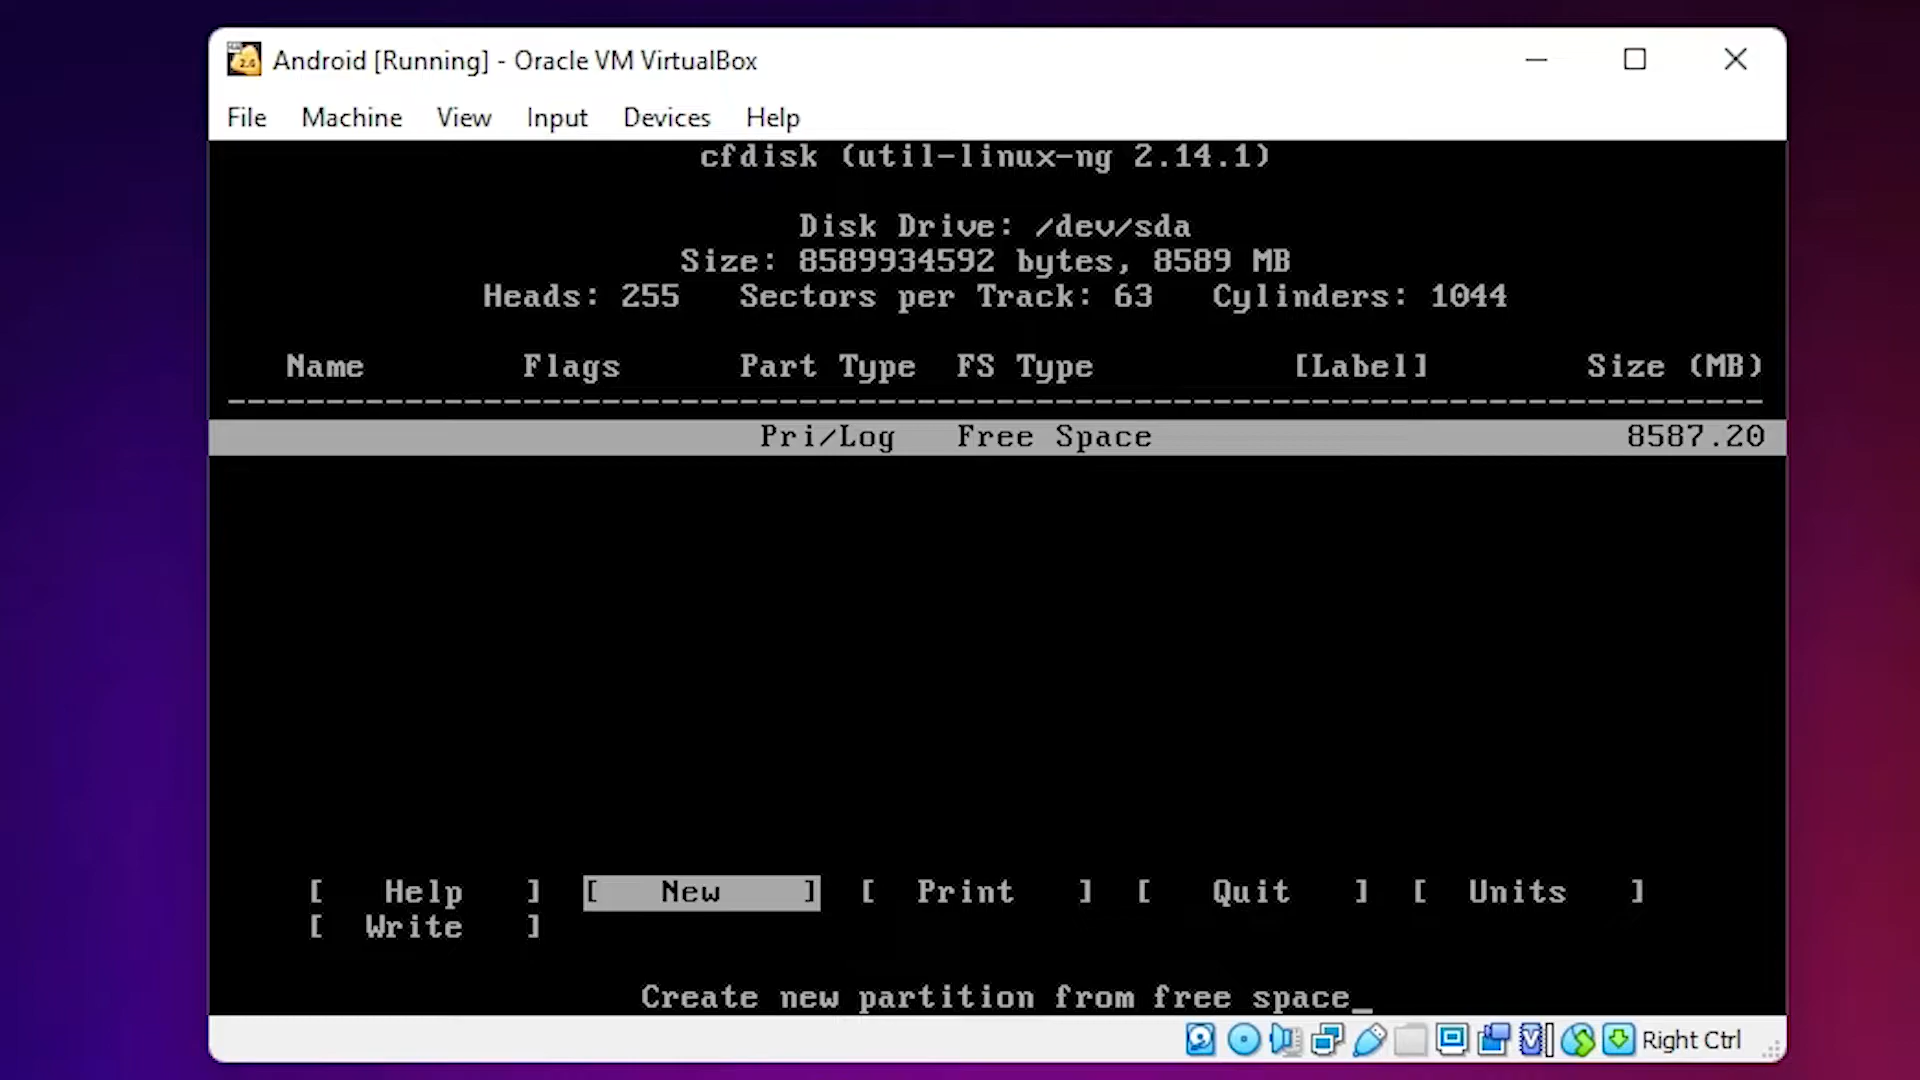 Android [Running] - Oracle VM VirtualBox
File Machine View Input Devices Help
cfdisk (util-linux-ng 2.14.1)
Disk Drive: /dev/sda
Size: 8589934592 bytes, 8589 MB
Heads: 255 Sectors per Track: 63 Cylinders: 1044
Name Flags Part Type FS Type [Label] Size (MB)
Pri/Log Free Space 8587.20
[ Help ] [ New ] [ Print ] [ Quit ] [ Units ]
[ Write ]
Create new partition from free space_
Right Ctrl